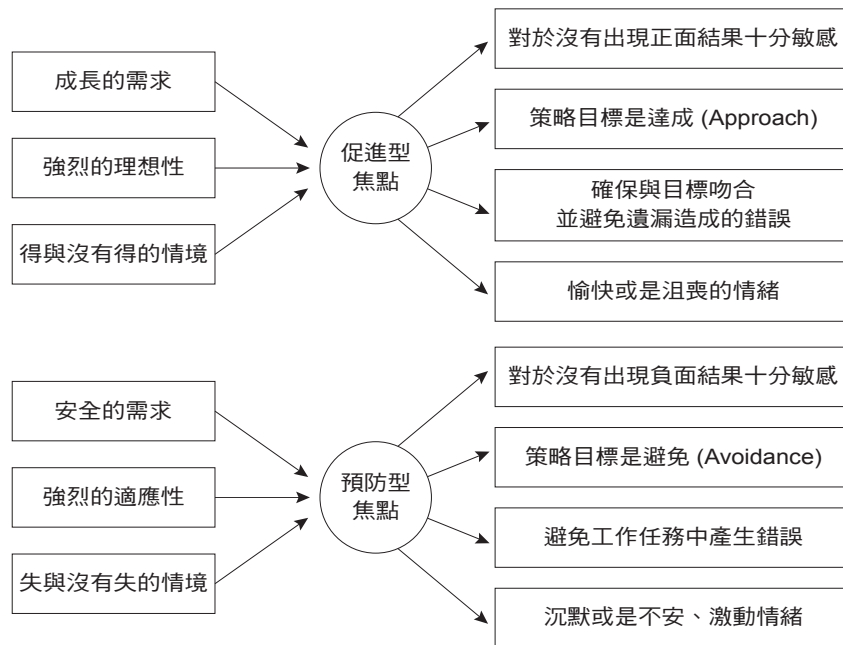 成長的需求
強烈的理想性
得與沒有得的情境
促進型
焦點
對於沒有出現正面結果十分敏感
策略目標是達成 (Approach)
確保與目標吻合
並避免遺漏造成的錯誤
愉快或是沮喪的情緒
安全的需求
強烈的適應性
失與沒有失的情境
預防型
焦點
對於沒有出現負面結果十分敏感
策略目標是避免 (Avoidance)
避免工作任務中產生錯誤
沉默或是不安、激動情緒